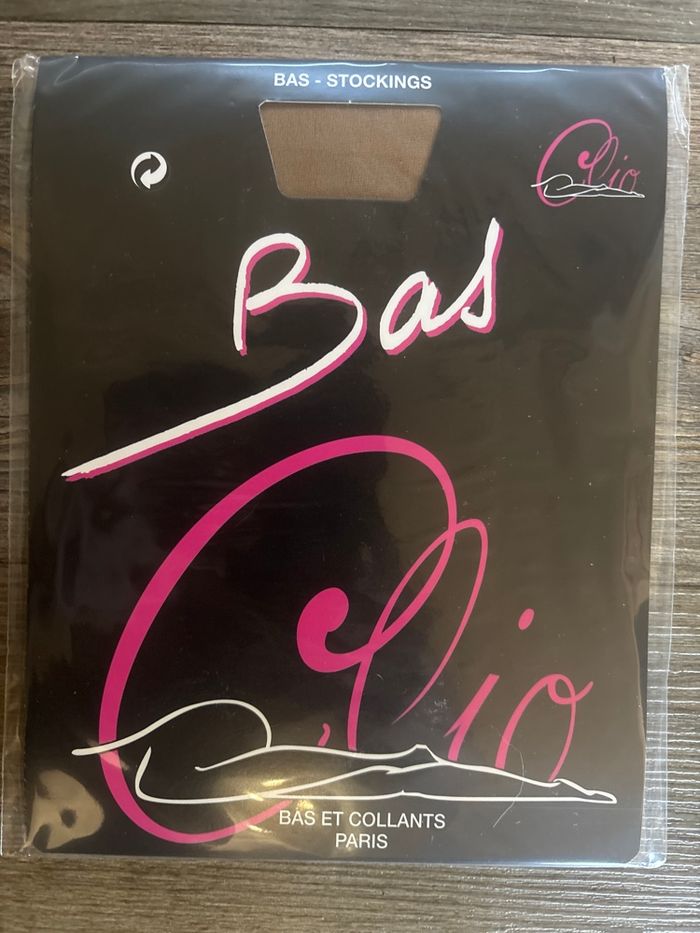 BAS - STOCKINGS
Clio
Bas
Clio
BAS ET COLLANTS
PARIS